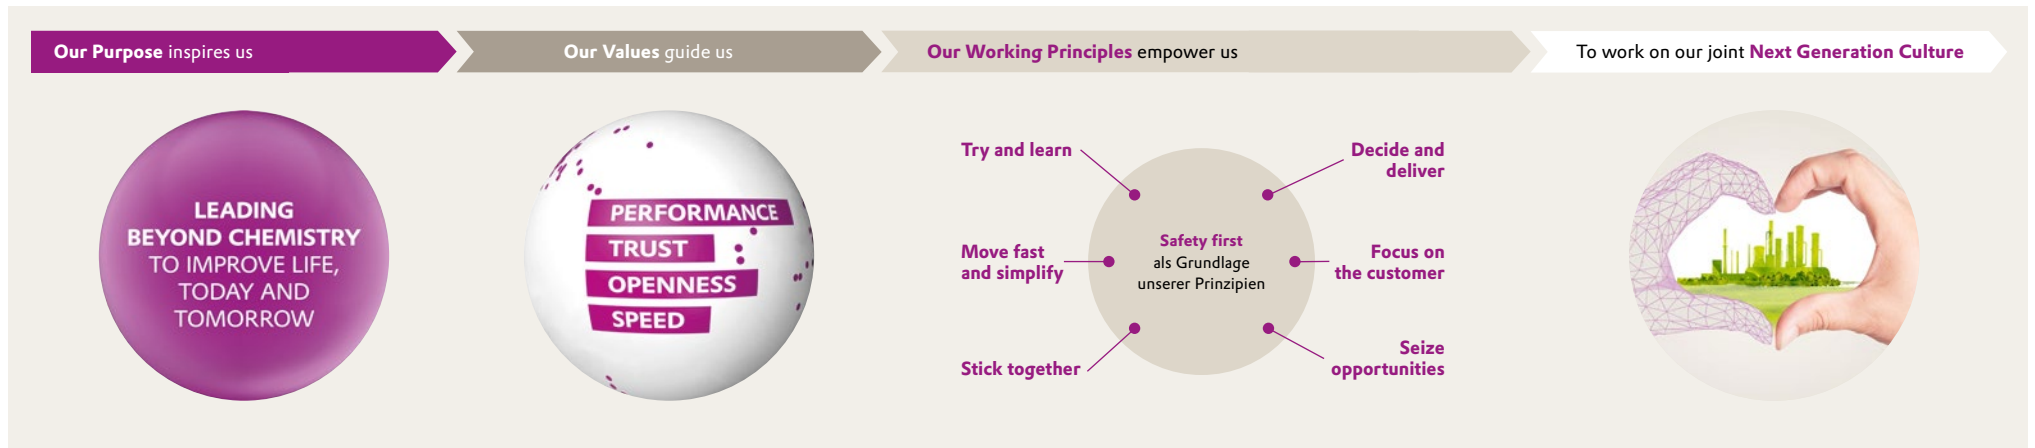 Our Purpose inspires us
Our Values guide us
Our Working Principles empower us
To work on our joint Next Generation Culture
LEADING
BEYOND CHEMISTRY
TO IMPROVE LIFE,
TODAY AND
TOMORROW
PERFORMANCE
TRUST
OPENNESS
SPEED
Try and learn
Move fast
and simplify
Stick together
Safety first
als Grundlage
unserer Prinzipien
Decide and
deliver
Focus on
the customer
Seize
opportunities